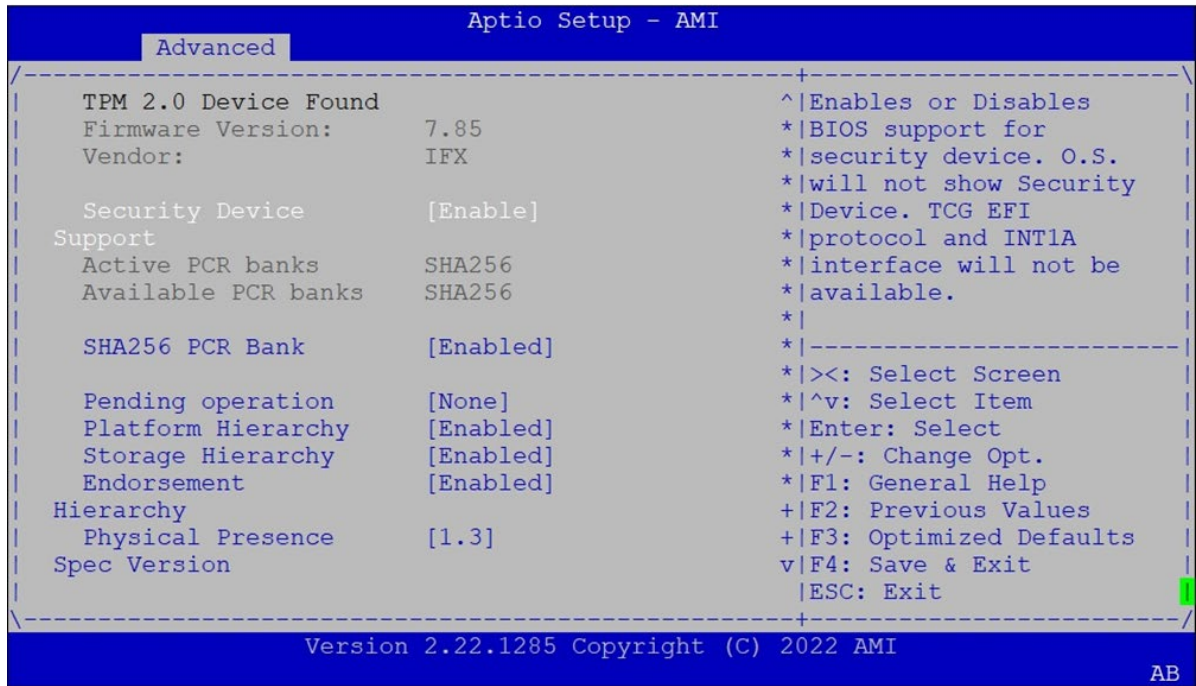 Aptio Setup - AMI
Advanced
/----------------------------------------------------+-------------------------\
| TPM 2.0 Device Found ^|Enables or Disables |
| Firmware Version: 7.85 *|BIOS support for |
| Vendor: IFX *|security device. O.S. |
| *|will not show Security |
| Security Device [Enable] *|Device. TCG EFI |
| Support *|protocol and INT1A |
| Active PCR banks SHA256 *|interface will not be |
| Available PCR banks SHA256 *|available. |
| *| |
| SHA256 PCR Bank [Enabled] *|-------------------------|
| *|><: Select Screen |
| Pending operation [None] *|^v: Select Item |
| Platform Hierarchy [Enabled] *|Enter: Select |
| Storage Hierarchy [Enabled] *|+/-: Change Opt. |
| Endorsement [Enabled] *|F1: General Help |
| Hierarchy +|F2: Previous Values |
| Physical Presence [1.3] +|F3: Optimized Defaults |
| Spec Version v|F4: Save & Exit |
| |ESC: Exit |
\----------------------------------------------------+-------------------------/
Version 2.22.1285 Copyright (C) 2022 AMI
AB